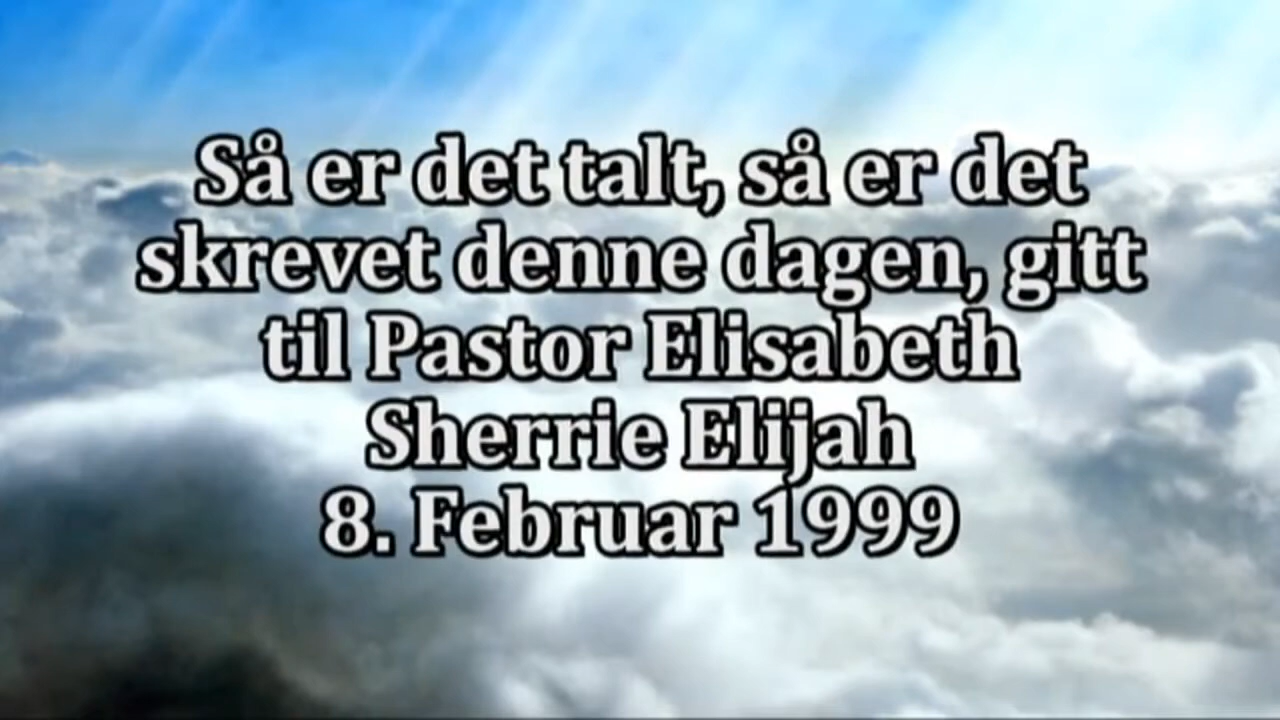 Så er det talt, så er det
skrevet denne dagen, gitt
til Pastor Elisabeth
Sherrie Elijah
8. Februar 1999